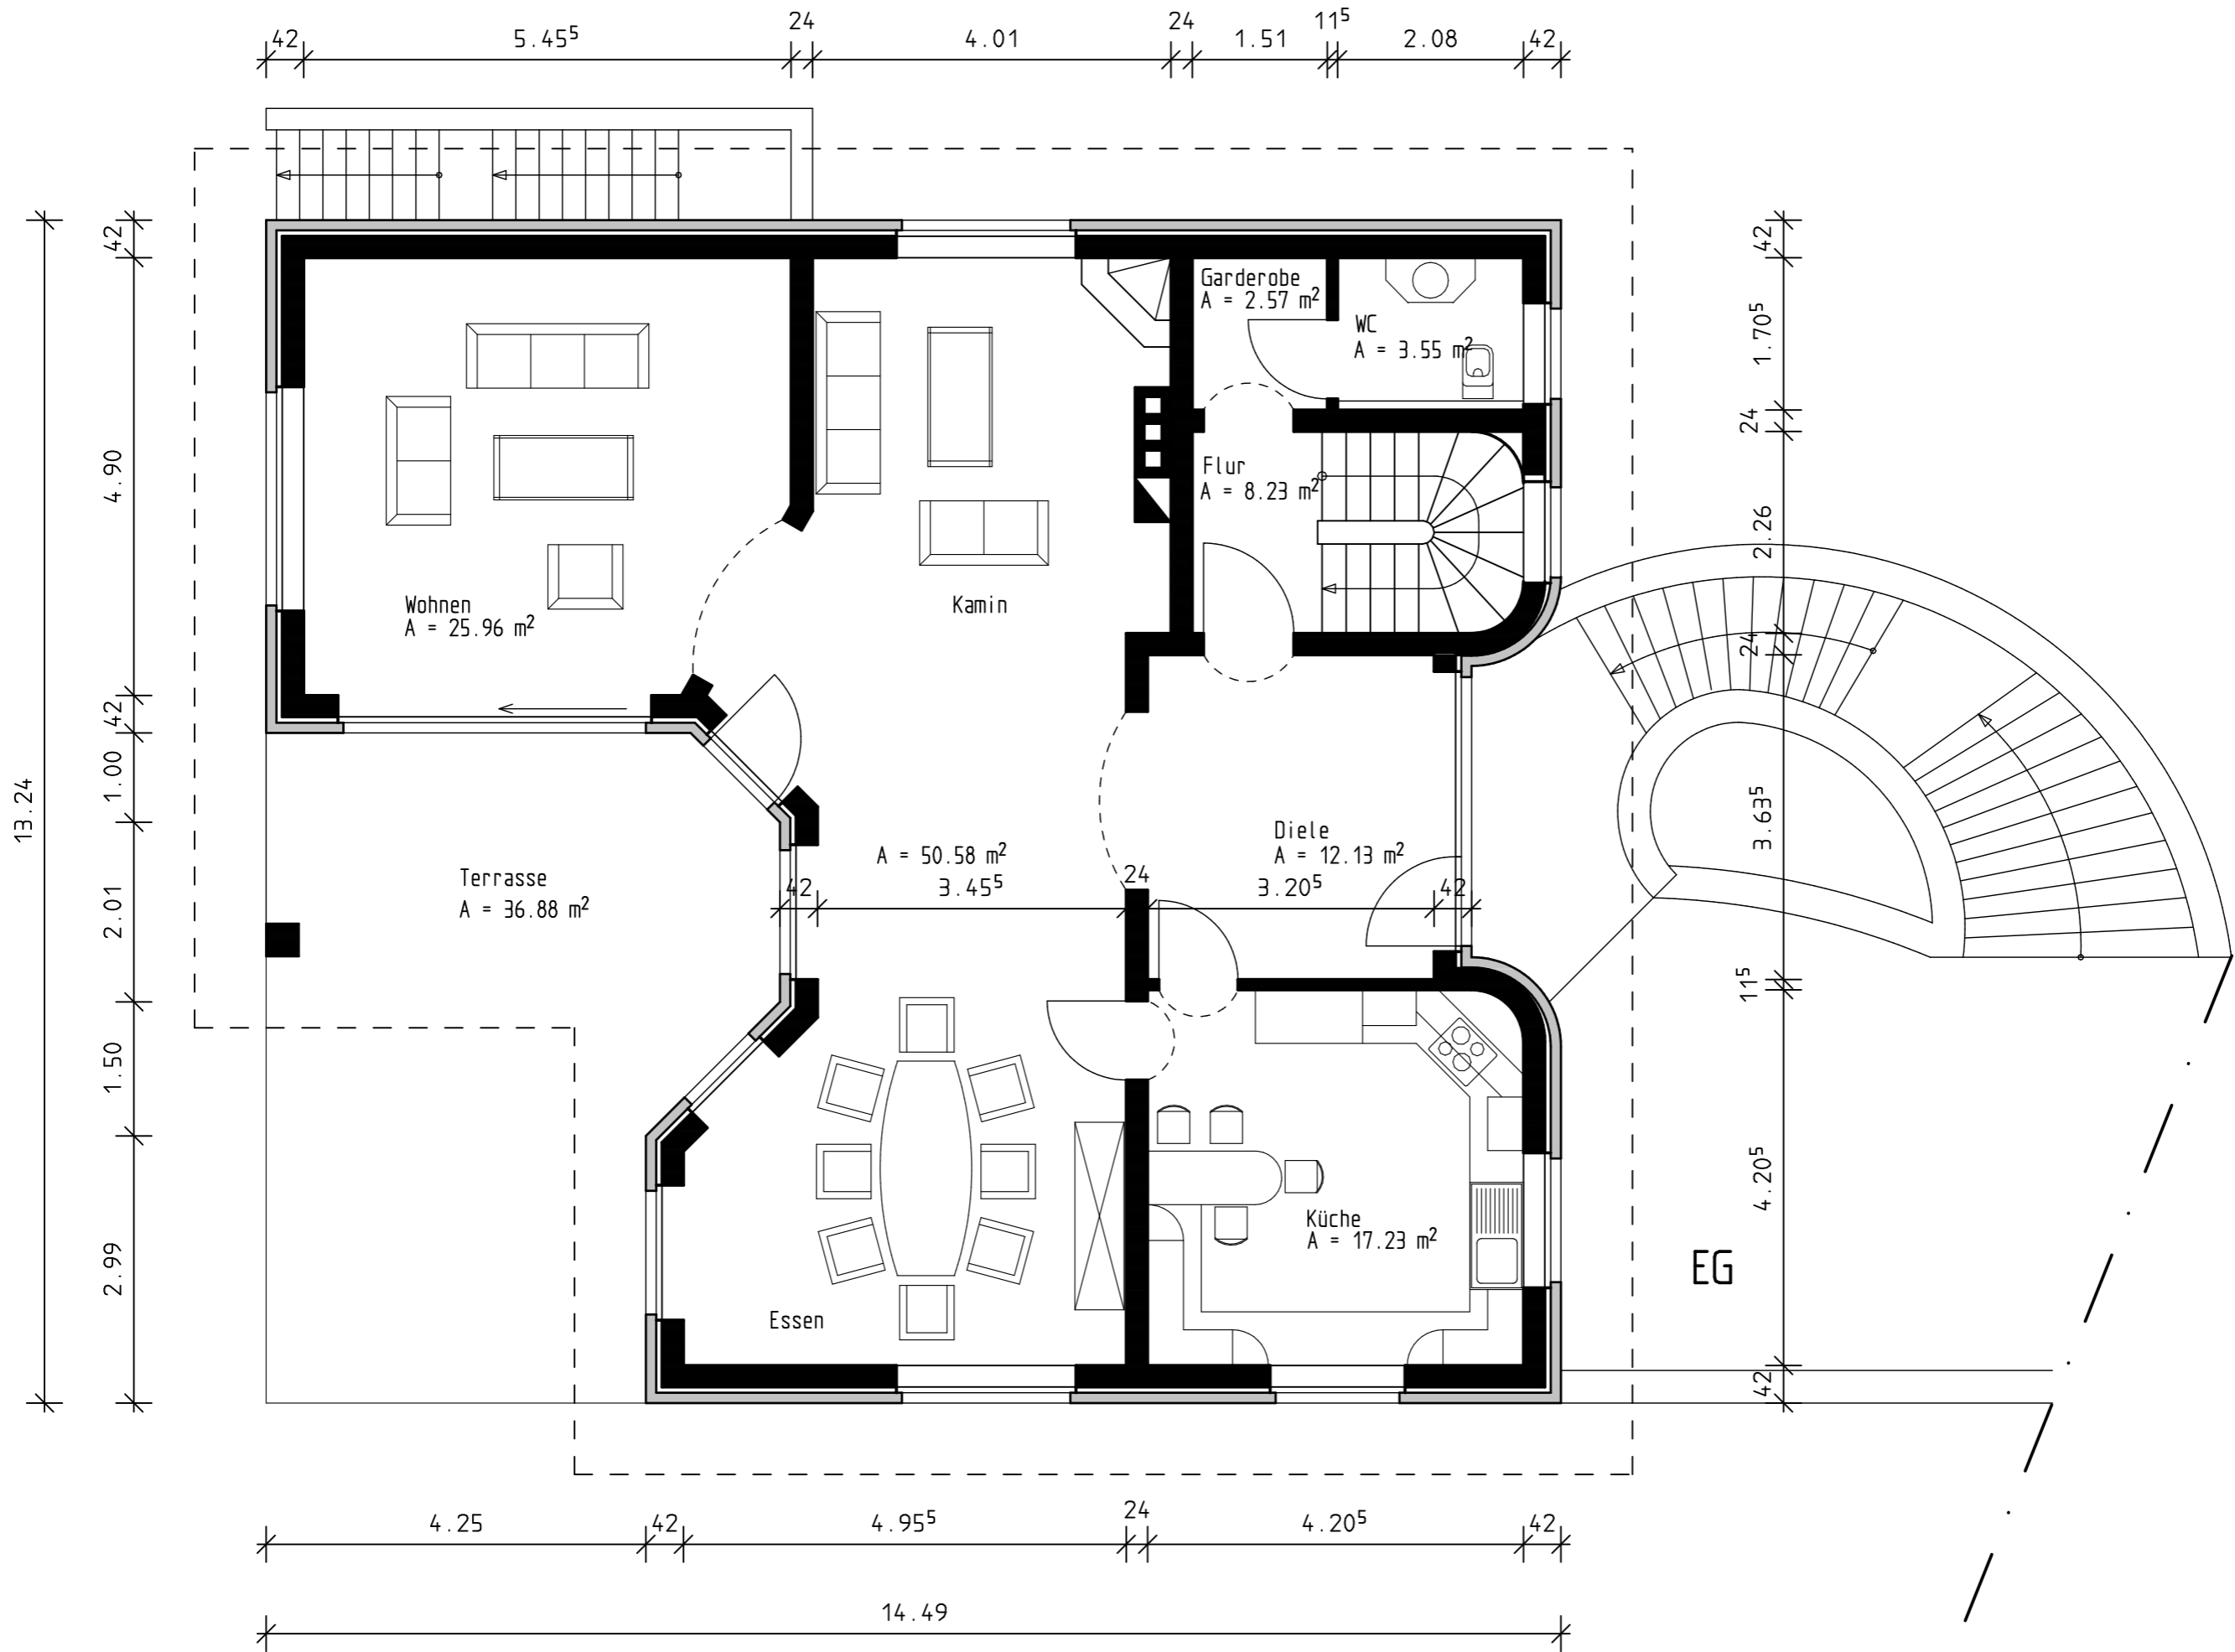 42 5.45⁵ 24 4.01 24 1.51 11⁵ 2.08 42
Garderobe
A = 2.57 m²
WC
A = 3.55 m²
Flur
A = 8.23 m²
Wohnen
A = 25.96 m²
Kamin
Diele
A = 12.13 m²
A = 50.58 m²
42 3.45⁵ 24 3.20⁵ 42
Terrasse
A = 36.88 m²
Küche
A = 17.23 m²
Essen
EG
13.24
42
4.90
42
1.00
2.01
1.50
2.99
42
1.70⁵
24
2.26
24
3.63⁵
11⁵
4.20⁵
42
4.25 42 4.95⁵ 24 4.20⁵ 42
14.49